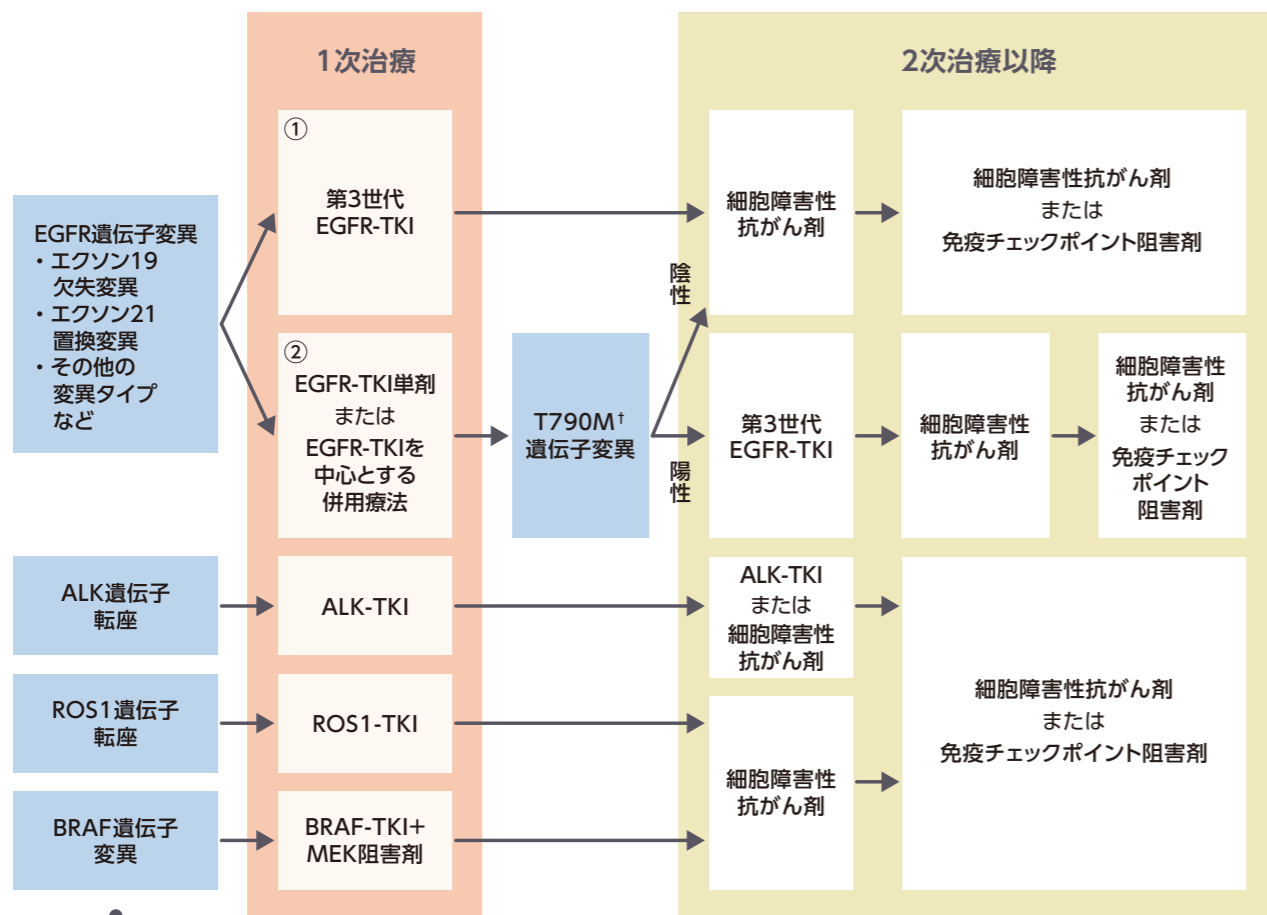 1次治療
2次治療以降
EGFR遺伝子変異
・エクソン19
欠失変異
・エクソン21
置換変異
・その他の
変異タイプ
など
①
第3世代
EGFR-TKI
細胞障害性
抗がん剤
細胞障害性抗がん剤
または
免疫チェックポイント阻害剤
②
EGFR-TKI単剤
または
EGFR-TKIを
中心とする
併用療法
T790M†
遺伝子変異
陰性
陽性
第3世代
EGFR-TKI
細胞障害性
抗がん剤
細胞障害性
抗がん剤
または
免疫チェック
ポイント
阻害剤
ALK遺伝子
転座
ALK-TKI
ALK-TKI
または
細胞障害性
抗がん剤
ROS1遺伝子
転座
ROS1-TKI
細胞障害性
抗がん剤
細胞障害性抗がん剤
または
免疫チェックポイント阻害剤
BRAF遺伝子
変異
BRAF-TKI+
MEK阻害剤